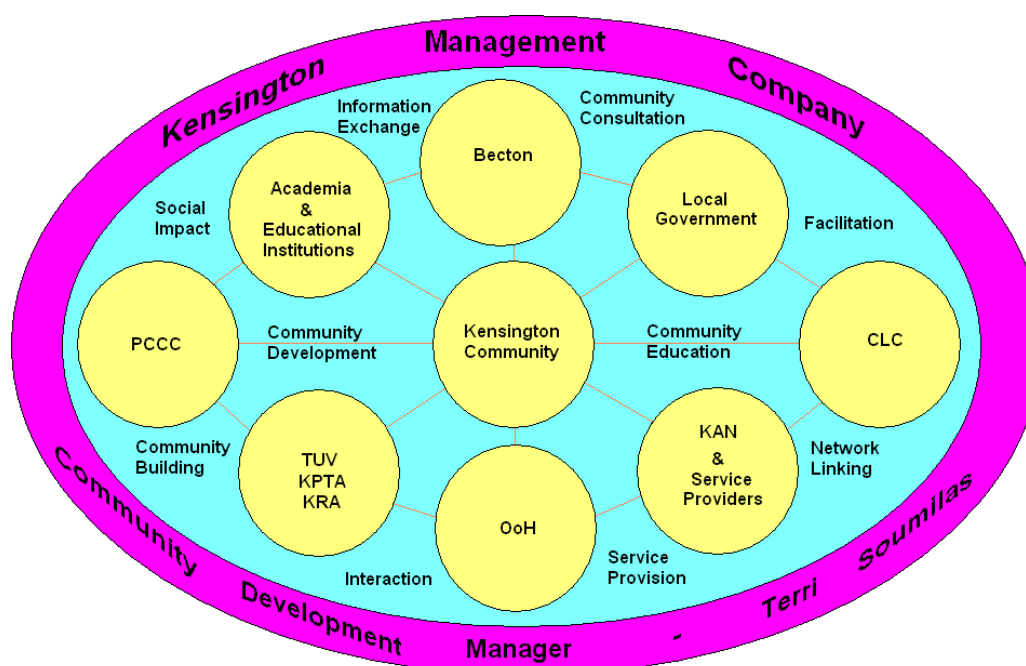 Kensington Management Company
Information
Exchange
Community
Consultation
Becton
Academia
&
Educational
Institutions
Local
Government
Social
Impact
Facilitation
PCCC
Community
Development
Kensington
Community
Community
Education
CLC
Community
Building
TUV
KPTA
KRA
KAN
&
Service
Providers
Network
Linking
OoH
Interaction
Service
Provision
Community Development Manager - Terri Soumilas